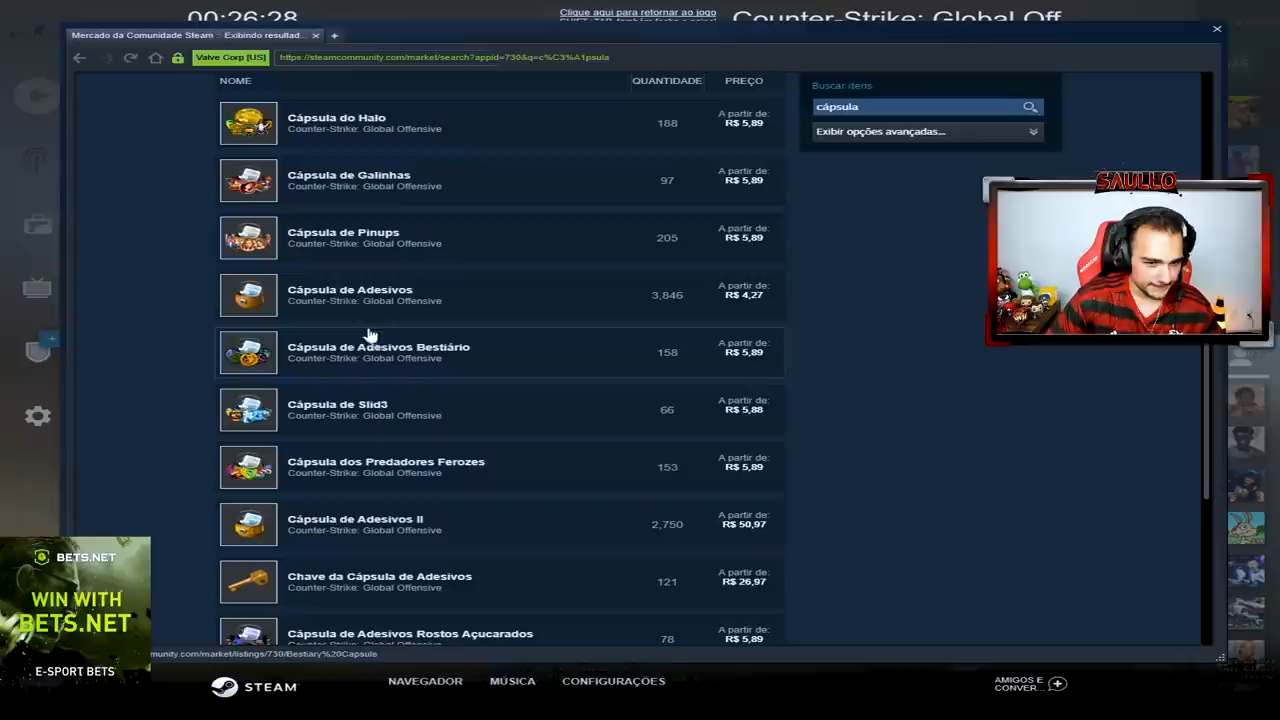 00:26:28
Clique aqui para retornar ao jogo
Counter-Strike: Global Off
Mercado da Comunidade Steam :: Exibindo resultad...
Valve Corp [US]
https://steamcommunity.com/market/search?appid=730&q=c%C3%A1psula
NOME QUANTIDADE PREÇO
Buscar itens
cápsula
Exibir opções avançadas...
Cápsula do Halo
Counter-Strike: Global Offensive
188
A partir de:
R$ 5,89
Cápsula de Galinhas
Counter-Strike: Global Offensive
97
A partir de:
R$ 5,89
Cápsula de Pinups
Counter-Strike: Global Offensive
205
A partir de:
R$ 5,89
Cápsula de Adesivos
Counter-Strike: Global Offensive
3,846
A partir de:
R$ 4,27
Cápsula de Adesivos Bestiário
Counter-Strike: Global Offensive
158
A partir de:
R$ 5,89
Cápsula de Slid3
Counter-Strike: Global Offensive
66
A partir de:
R$ 5,88
Cápsula dos Predadores Ferozes
Counter-Strike: Global Offensive
153
A partir de:
R$ 5,89
Cápsula de Adesivos II
Counter-Strike: Global Offensive
2,750
A partir de:
R$ 50,97
Chave da Cápsula de Adesivos
Counter-Strike: Global Offensive
121
A partir de:
R$ 26,97
Cápsula de Adesivos Rostos Açucarados
78
A partir de:
R$ 5,89
SAULLO
BETS.NET
WIN WITH
BETS.NET
E-SPORT BETS
munity.com/market/listings/730/Bestiary%20Capsule
STEAM
NAVEGADOR
MÚSICA
CONFIGURAÇÕES
AMIGOS E
CONVER...